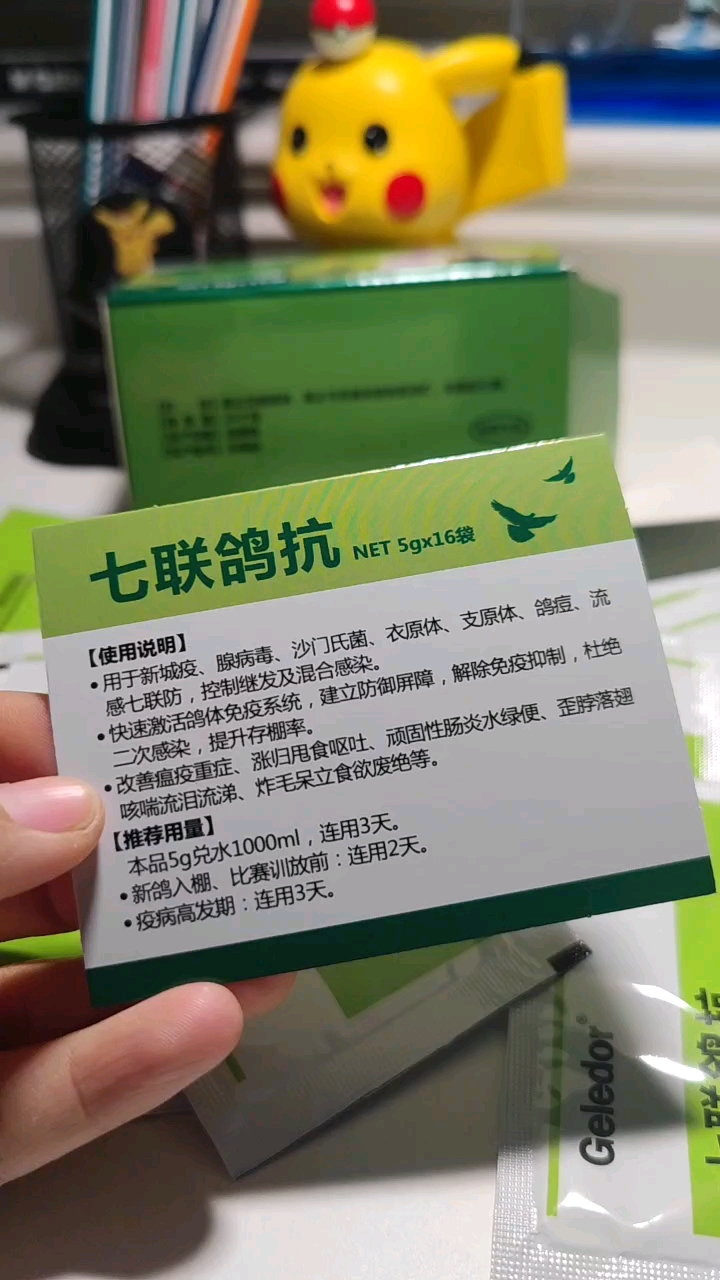 七联鸽抗 NET 5gx16袋
【使用说明】
•用于新城疫、腺病毒、沙门氏菌、衣原体、支原体、鸽痘、流
感七联防，控制继发及混合感染。
•快速激活鸽体免疫系统，建立防御屏障，解除免疫抑制，杜绝
二次感染，提升存棚率。
•改善瘟疫重症、涨归甩食呕吐、顽固性肠炎水绿便、歪脖落翅
咳喘流泪流涕、炸毛呆立食欲废绝等。
【推荐用量】
本品5g兑水1000ml，连用3天。
•新鸽入棚、比赛训放前：连用2天。
•疫病高发期：连用3天。
Geledor®
七联鸽抗